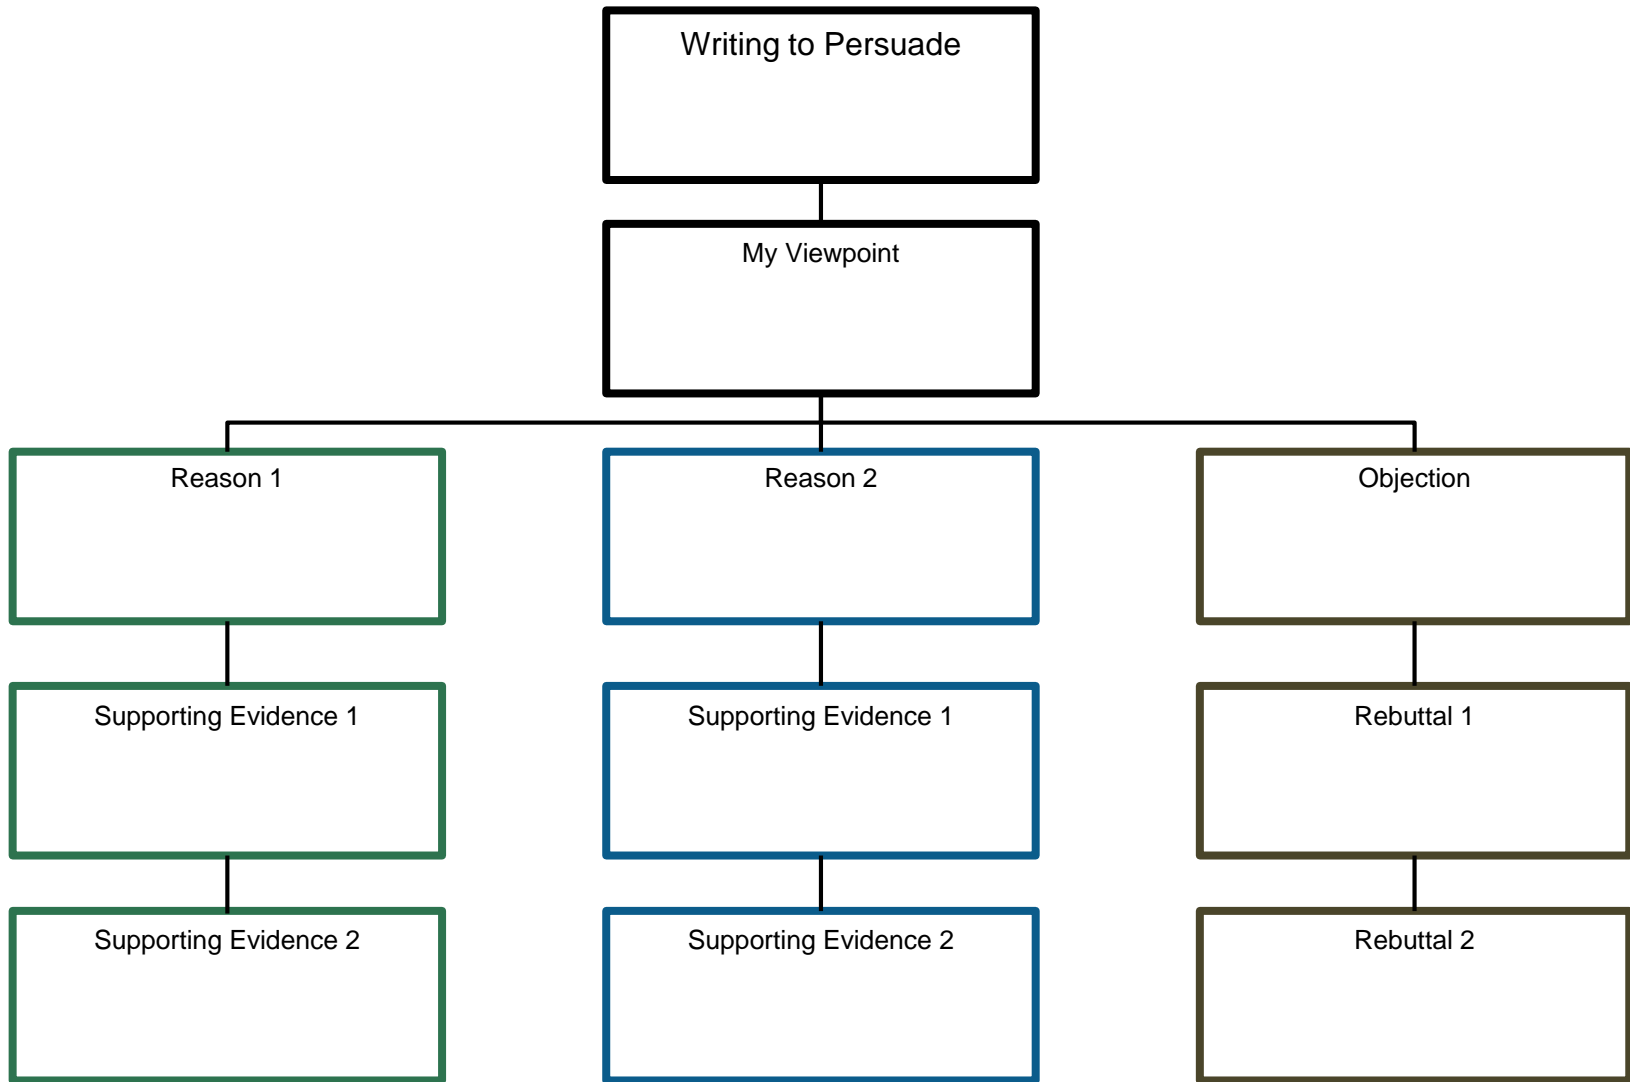 Writing to Persuade
My Viewpoint
Reason 1
Reason 2
Objection
Supporting Evidence 1
Supporting Evidence 1
Rebuttal 1
Supporting Evidence 2
Supporting Evidence 2
Rebuttal 2